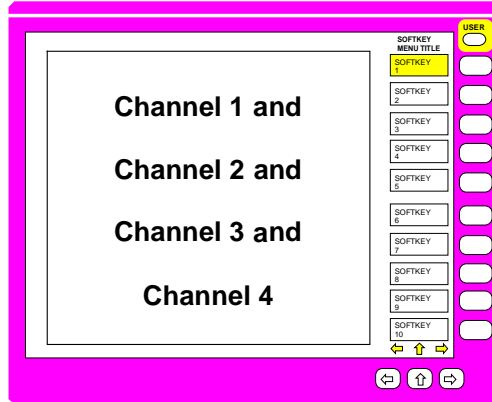 USER
SOFTKEY
MENU TITLE
SOFTKEY
1
SOFTKEY
2
SOFTKEY
3
SOFTKEY
4
SOFTKEY
5
SOFTKEY
6
SOFTKEY
7
SOFTKEY
8
SOFTKEY
9
SOFTKEY
10
Channel 1 and
Channel 2 and
Channel 3 and
Channel 4